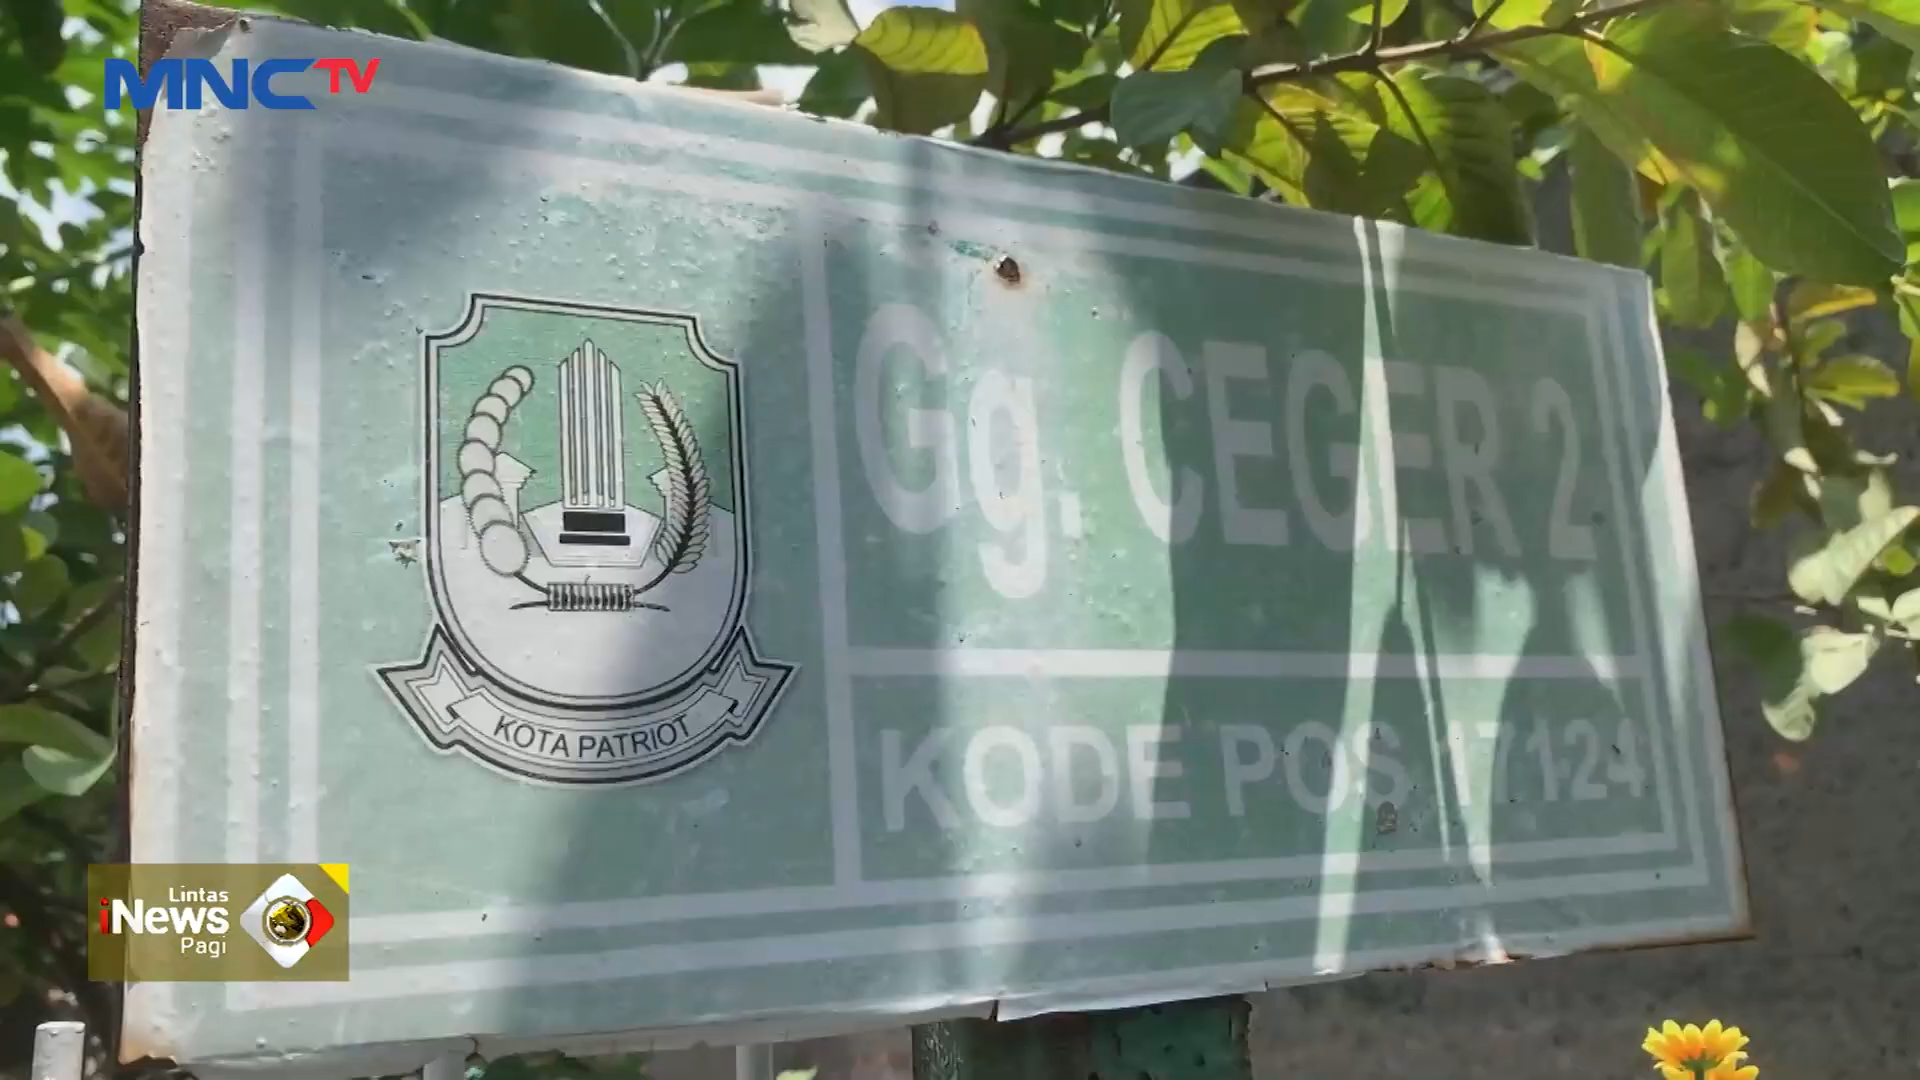 MNCTV
Gg. CEGER 2
KOTA PATRIOT
KODE POS 17124
Lintas
iNews
Pagi